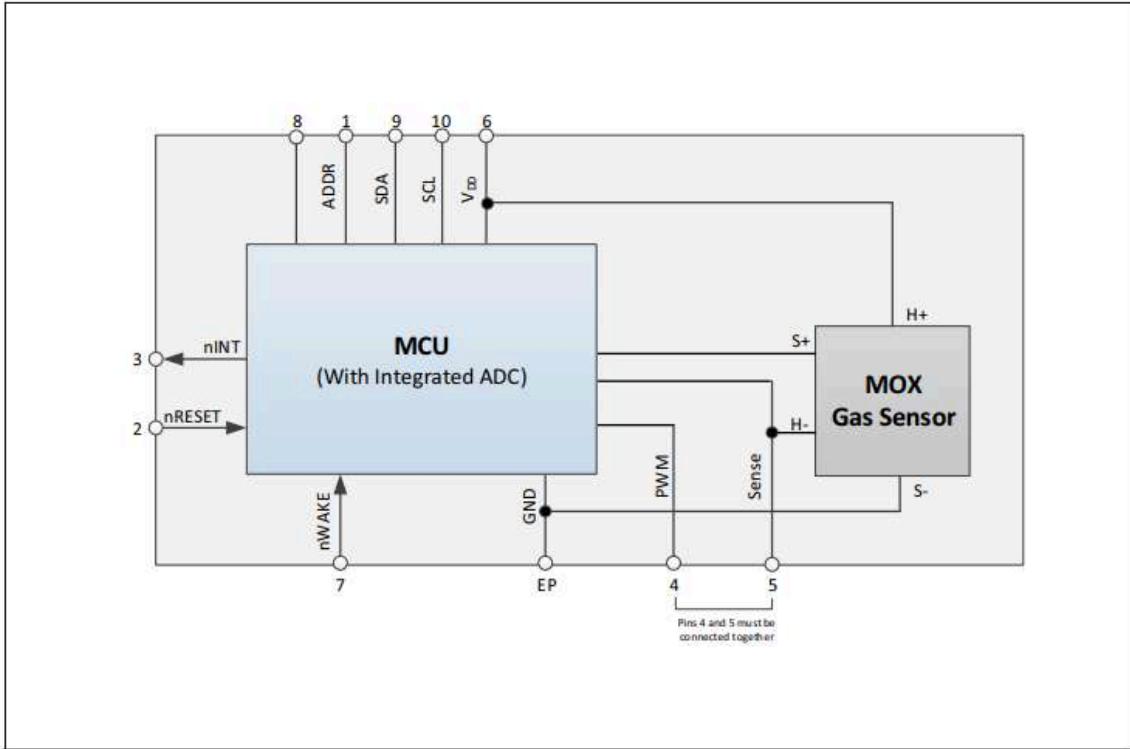 8 1 9 10 6
ADDR
SDA
SCL
VDD
H+
S+
MCU
(With Integrated ADC)
MOX
Gas Sensor
nINT
3
nRESET
2
H-
S-
nWAKE
GND
PWM
Sense
7 EP 4 5
Pins 4 and 5 must be
connected together